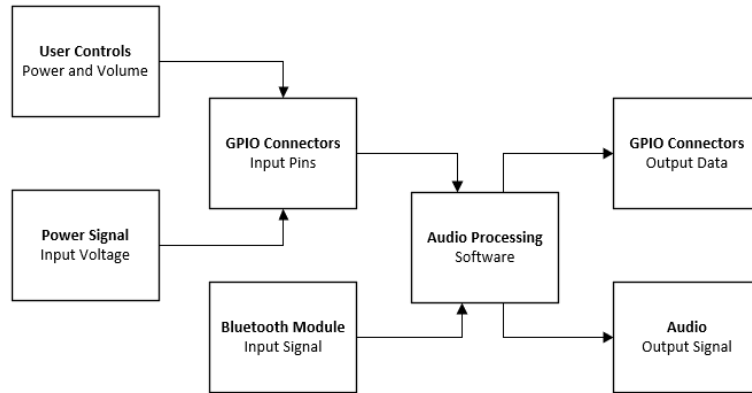 User Controls
Power and Volume
GPIO Connectors
Input Pins
GPIO Connectors
Output Data
Power Signal
Input Voltage
Audio Processing
Software
Bluetooth Module
Input Signal
Audio
Output Signal